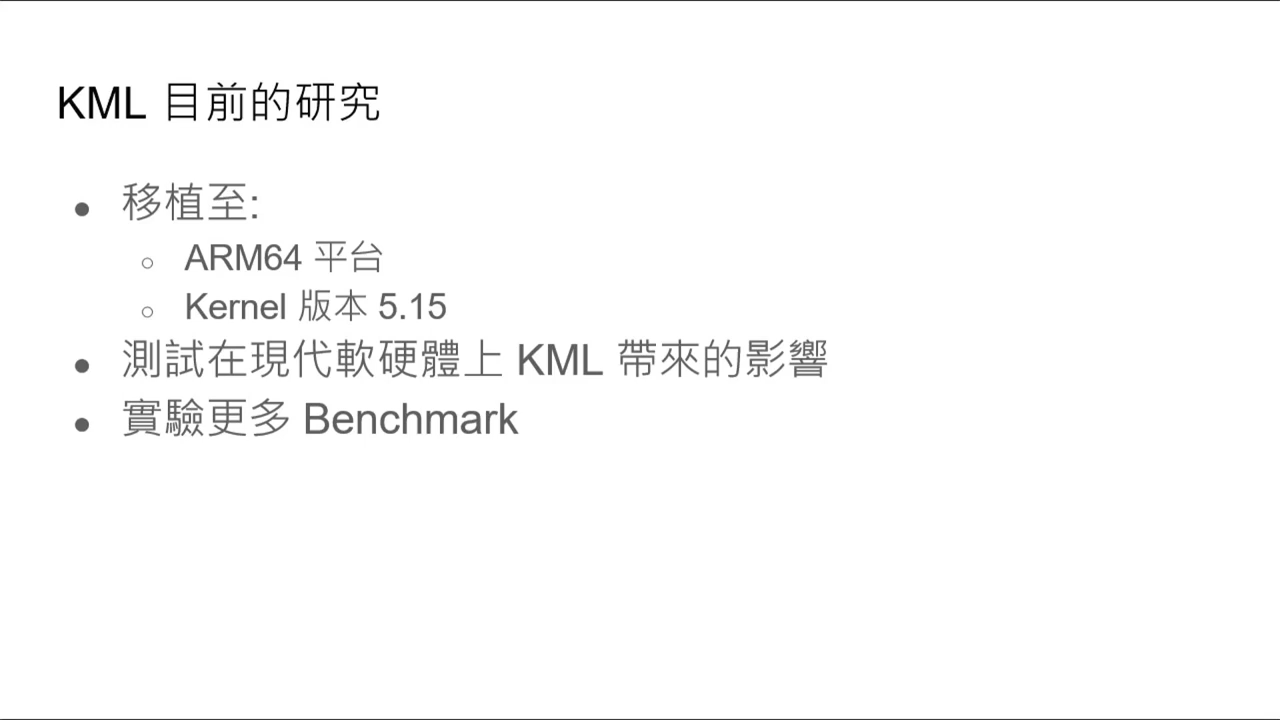 KML 目前的研究
● 移植至:
○ ARM64 平台
○ Kernel 版本 5.15
● 測試在現代軟硬體上 KML 帶來的影響
● 實驗更多 Benchmark